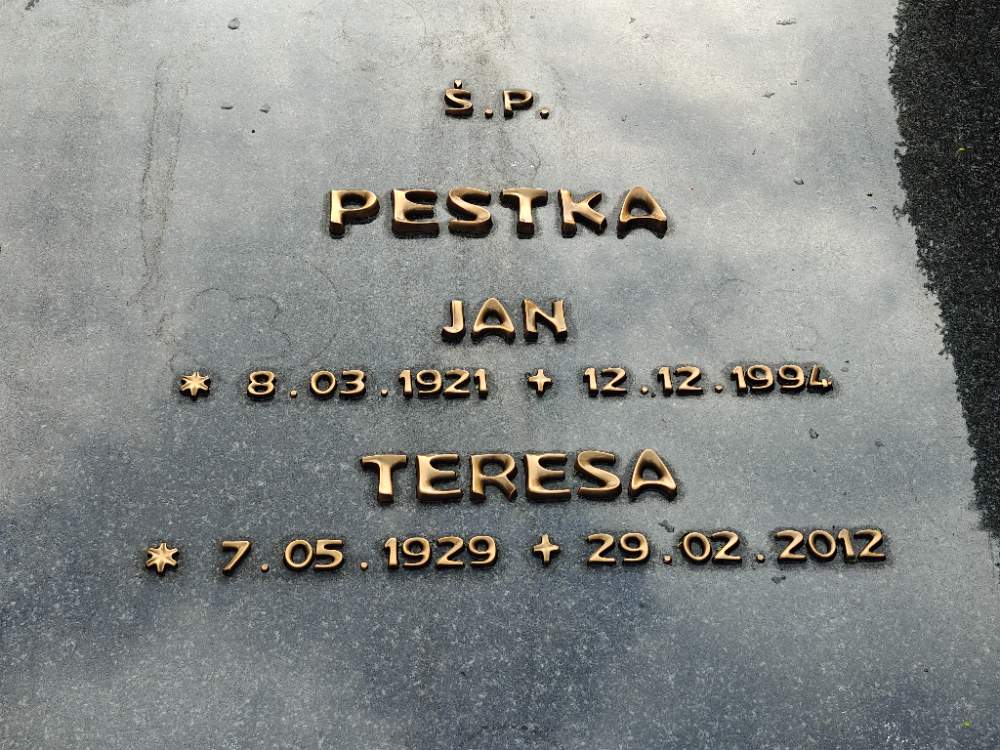 Ś.P.
PESTKA
JAN
* 8.03.1921 + 12.12.1994
TERESA
* 7.05.1929 + 29.02.2012